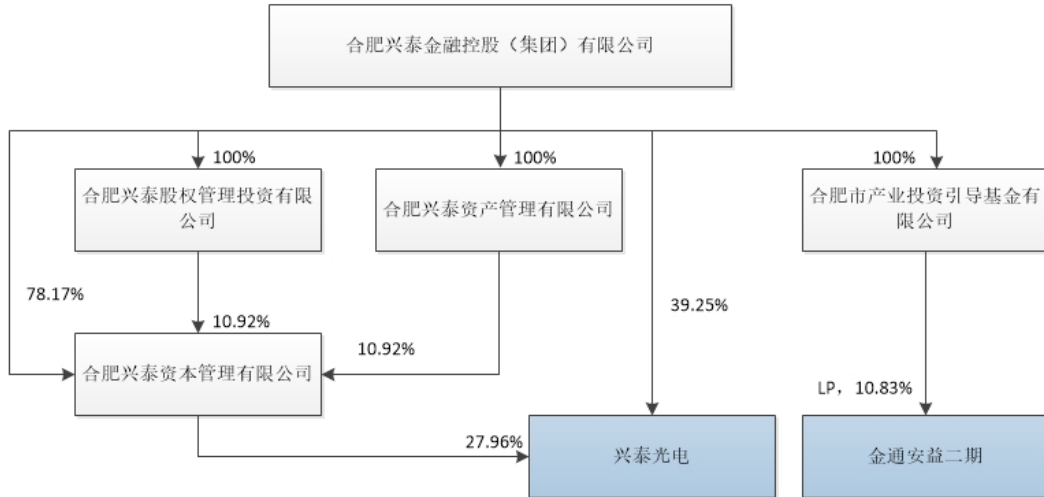 合肥兴泰金融控股（集团）有限公司
100%
100%
100%
合肥兴泰股权管理投资有限
公司
合肥兴泰资产管理有限公司
合肥市产业投资引导基金有
限公司
78.17%
10.92%
10.92%
39.25%
合肥兴泰资本管理有限公司
LP，10.83%
27.96%
兴泰光电
金通安益二期